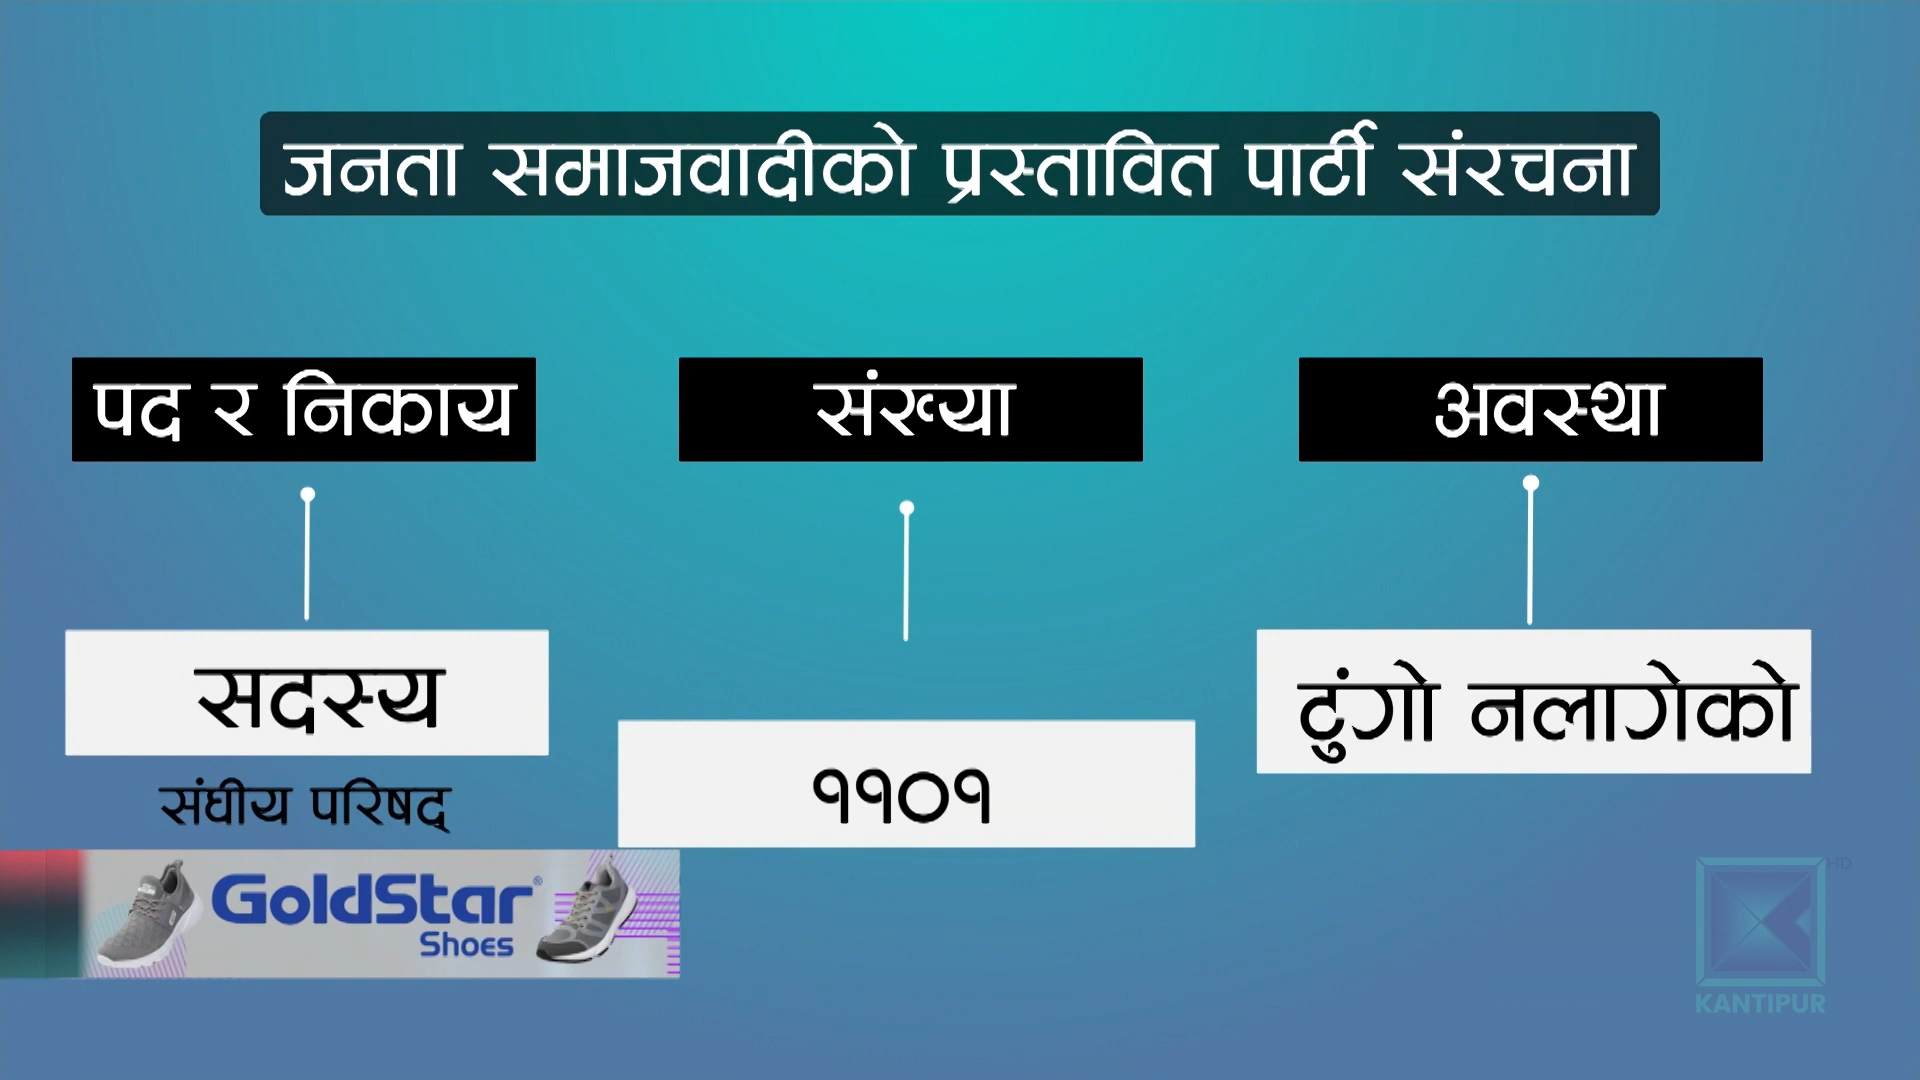 जनता समाजवादीको प्रस्तावित पार्टी संरचना
पद र निकाय
संख्या
अवस्था
सदस्य
संघीय परिषद्
११०१
टुंगो नलागेको
GoldStar®
Shoes
HD
KANTIPUR